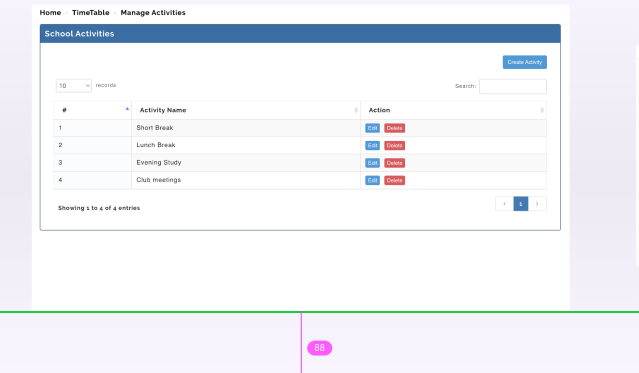 Home - TimeTable - Manage Activities
School Activities
Create Activity
10 records Search:
# Activity Name Action
1 Short Break Edit Delete
2 Lunch Break Edit Delete
3 Evening Study Edit Delete
4 Club meetings Edit Delete
Showing 1 to 4 of 4 entries ‹ 1 ›
88